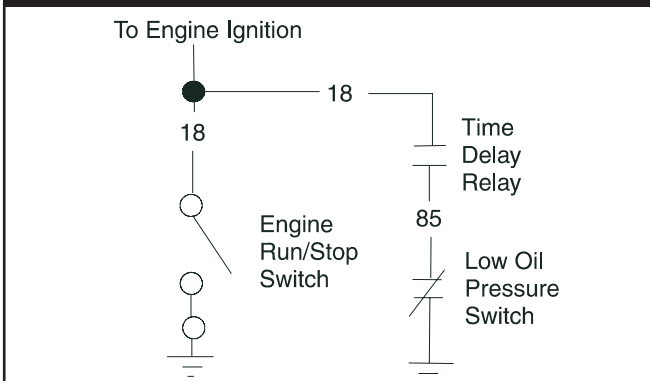 To Engine Ignition
18
18
Time
Delay
Relay
85
Engine
Run/Stop
Switch
Low Oil
Pressure
Switch